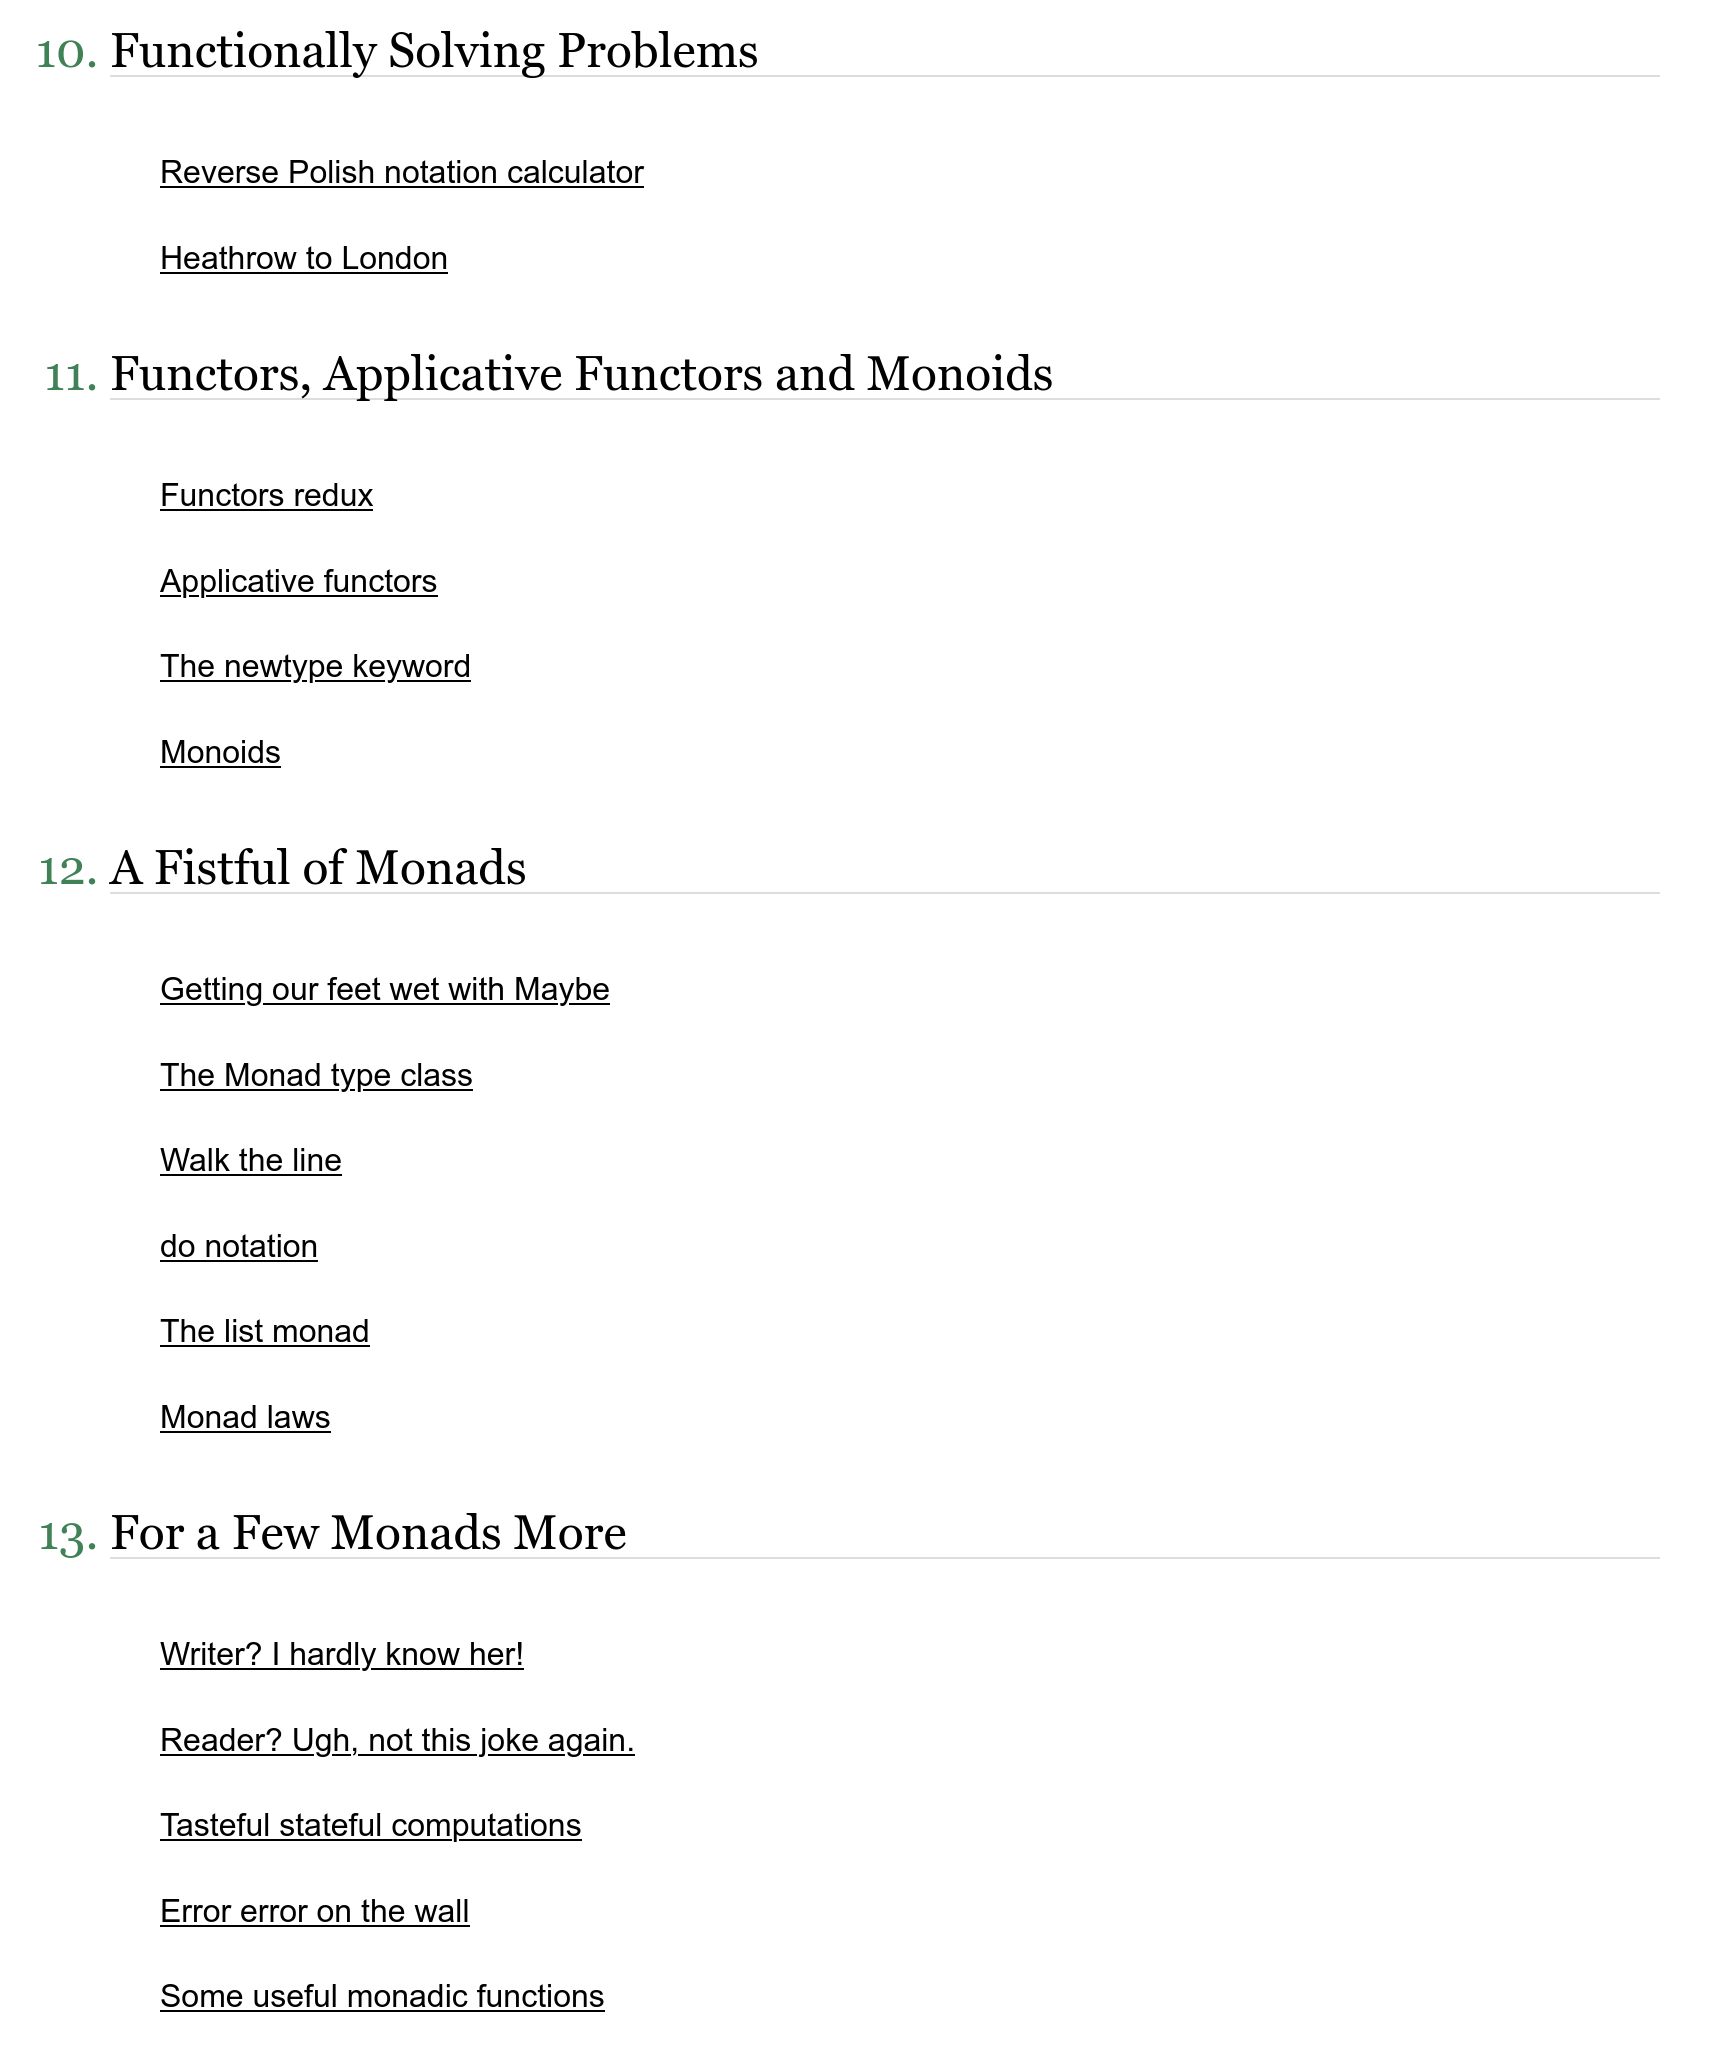 10. Functionally Solving Problems
Reverse Polish notation calculator
Heathrow to London
11. Functors, Applicative Functors and Monoids
Functors redux
Applicative functors
The newtype keyword
Monoids
12. A Fistful of Monads
Getting our feet wet with Maybe
The Monad type class
Walk the line
do notation
The list monad
Monad laws
13. For a Few Monads More
Writer? I hardly know her!
Reader? Ugh, not this joke again.
Tasteful stateful computations
Error error on the wall
Some useful monadic functions